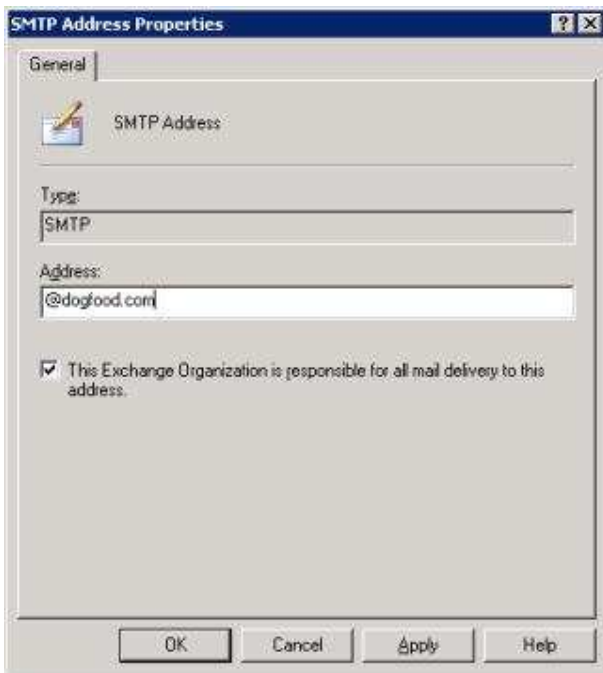 SMTP Address Properties
General
SMTP Address
Type:
SMTP
Address:
@dogfood.com
This Exchange Organization is responsible for all mail delivery to this
address.
OK Cancel Apply Help